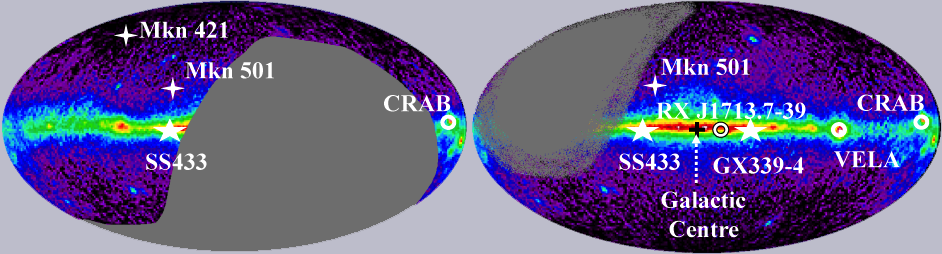 Mkn 421
Mkn 501
CRAB
SS433
Mkn 501
RX J1713.7-39
CRAB
SS433
GX339-4
VELA
Galactic
Centre